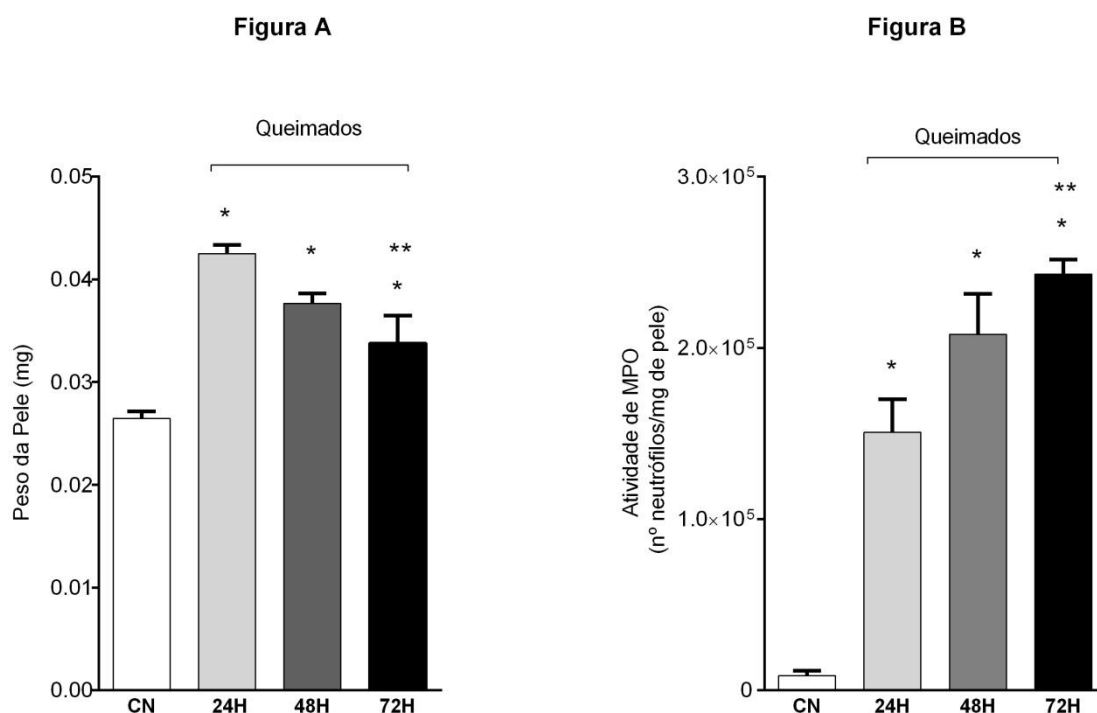 Figura A
Queimados
Peso da Pele (mg)
0.05
0.04
0.03
0.02
0.01
0.00
*
*
**
*
CN 24H 48H 72H
Figura B
Queimados
Atividade de MPO
(nº neutrófilos/mg de pele)
3.0×10⁵
2.0×10⁵
1.0×10⁵
0
*
*
**
*
CN 24H 48H 72H